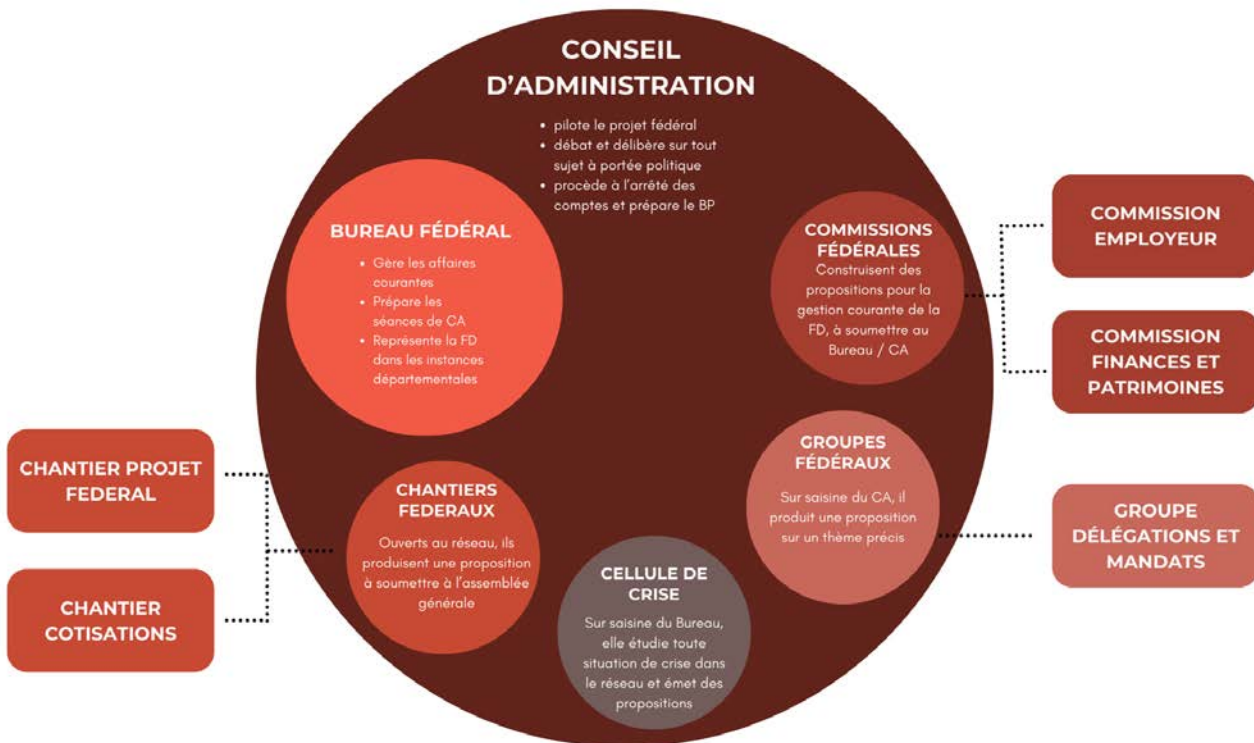 CONSEIL
D'ADMINISTRATION
• pilote le projet fédéral
• débat et délibère sur tout
sujet à portée politique
• procède à l'arrêté des
comptes et prépare le BP
BUREAU FÉDÉRAL
• Gère les affaires
courantes
• Prépare les
séances de CA
• Représente la FD
dans les instances
départementales
COMMISSIONS
FÉDÉRALES
Construisent des
propositions pour la
gestion courante de la
FD, à soumettre au
Bureau / CA
COMMISSION
EMPLOYEUR
COMMISSION
FINANCES ET
PATRIMOINES
GROUPES
FÉDÉRAUX
Sur saisine du CA, il
produit une proposition
sur un thème précis
GROUPE
DÉLÉGATIONS ET
MANDATS
CHANTIER PROJET
FEDERAL
CHANTIER
COTISATIONS
CHANTIERS
FEDERAUX
Ouverts au réseau, ils
produisent une proposition
à soumettre à l'assemblée
générale
CELLULE DE
CRISE
Sur saisine du Bureau,
elle étudie toute
situation de crise dans
le réseau et émet des
propositions